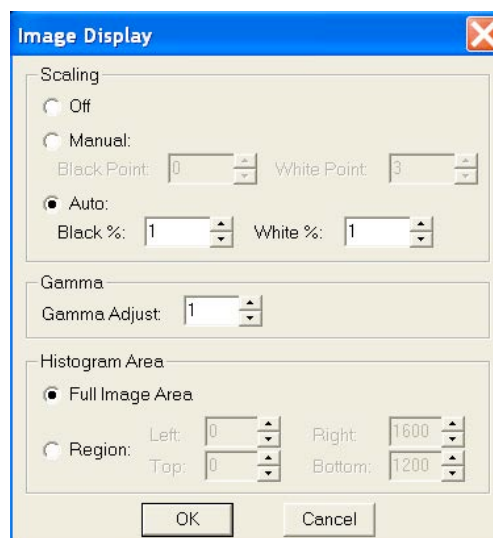 Image Display
Scaling
Off
Manual:
Black Point: 0 White Point: 3
Auto:
Black %: 1 White %: 1
Gamma
Gamma Adjust: 1
Histogram Area
Full Image Area
Region:
Left: 0 Right: 1600
Top: 0 Bottom: 1200
OK Cancel